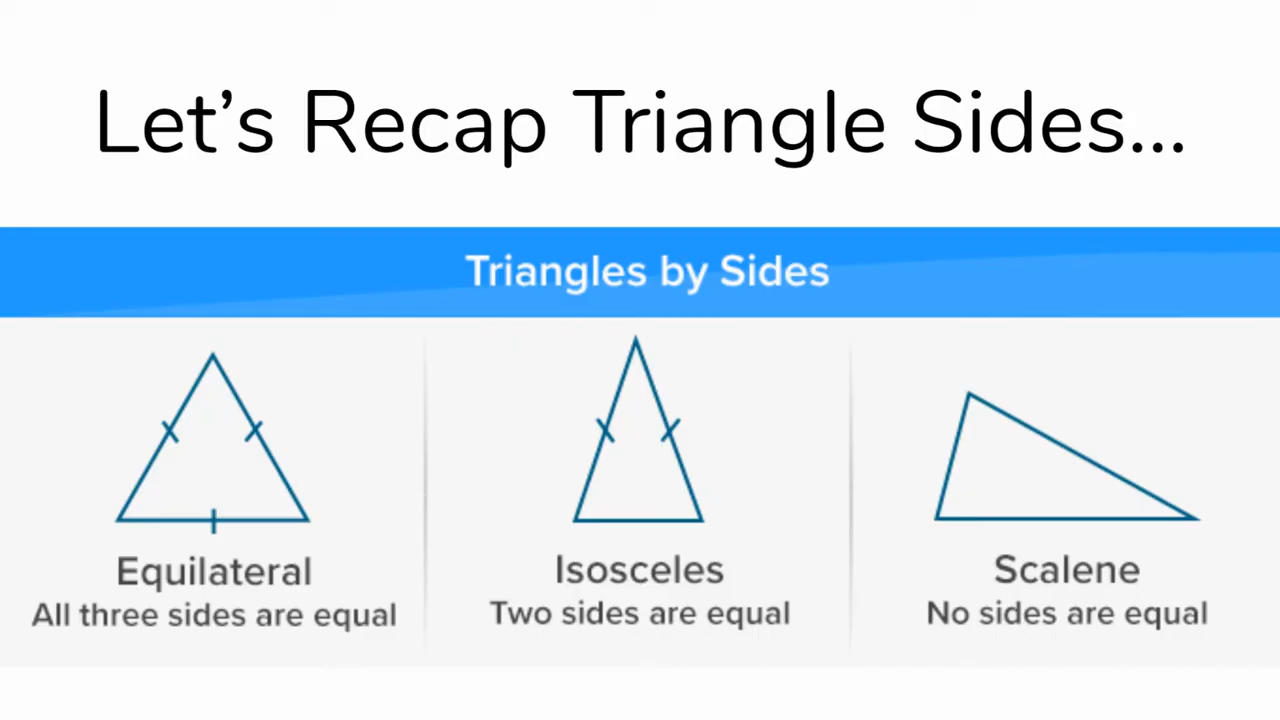 Let’s Recap Triangle Sides...
Triangles by Sides
Equilateral
All three sides are equal
Isosceles
Two sides are equal
Scalene
No sides are equal